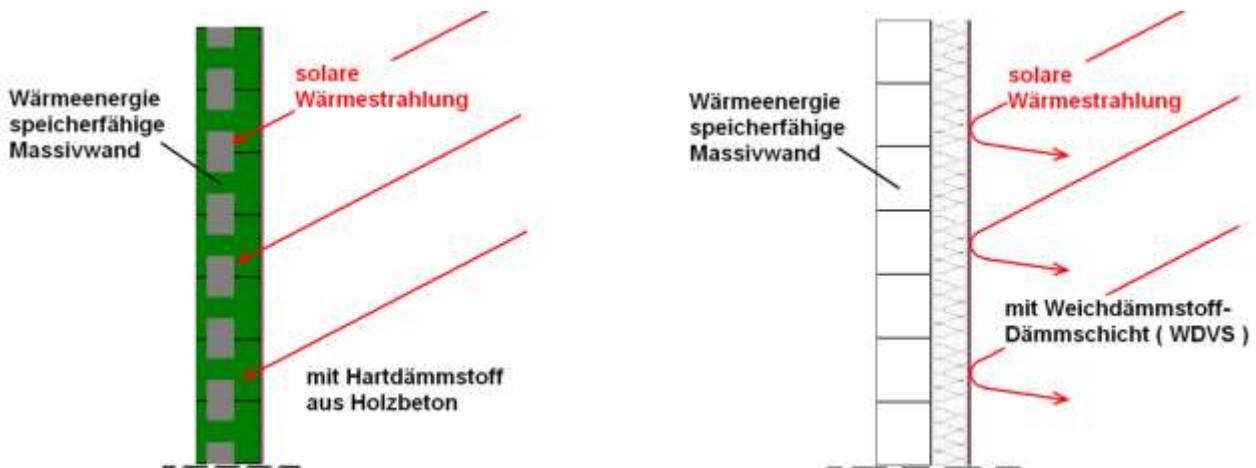 solare
Wärmestrahlung
Wärmeenergie
speicherfähige
Massivwand
mit Hartdämmstoff
aus Holzbeton
solare
Wärmestrahlung
Wärmeenergie
speicherfähige
Massivwand
mit Weichdämmstoff-
Dämmschicht ( WDVS )